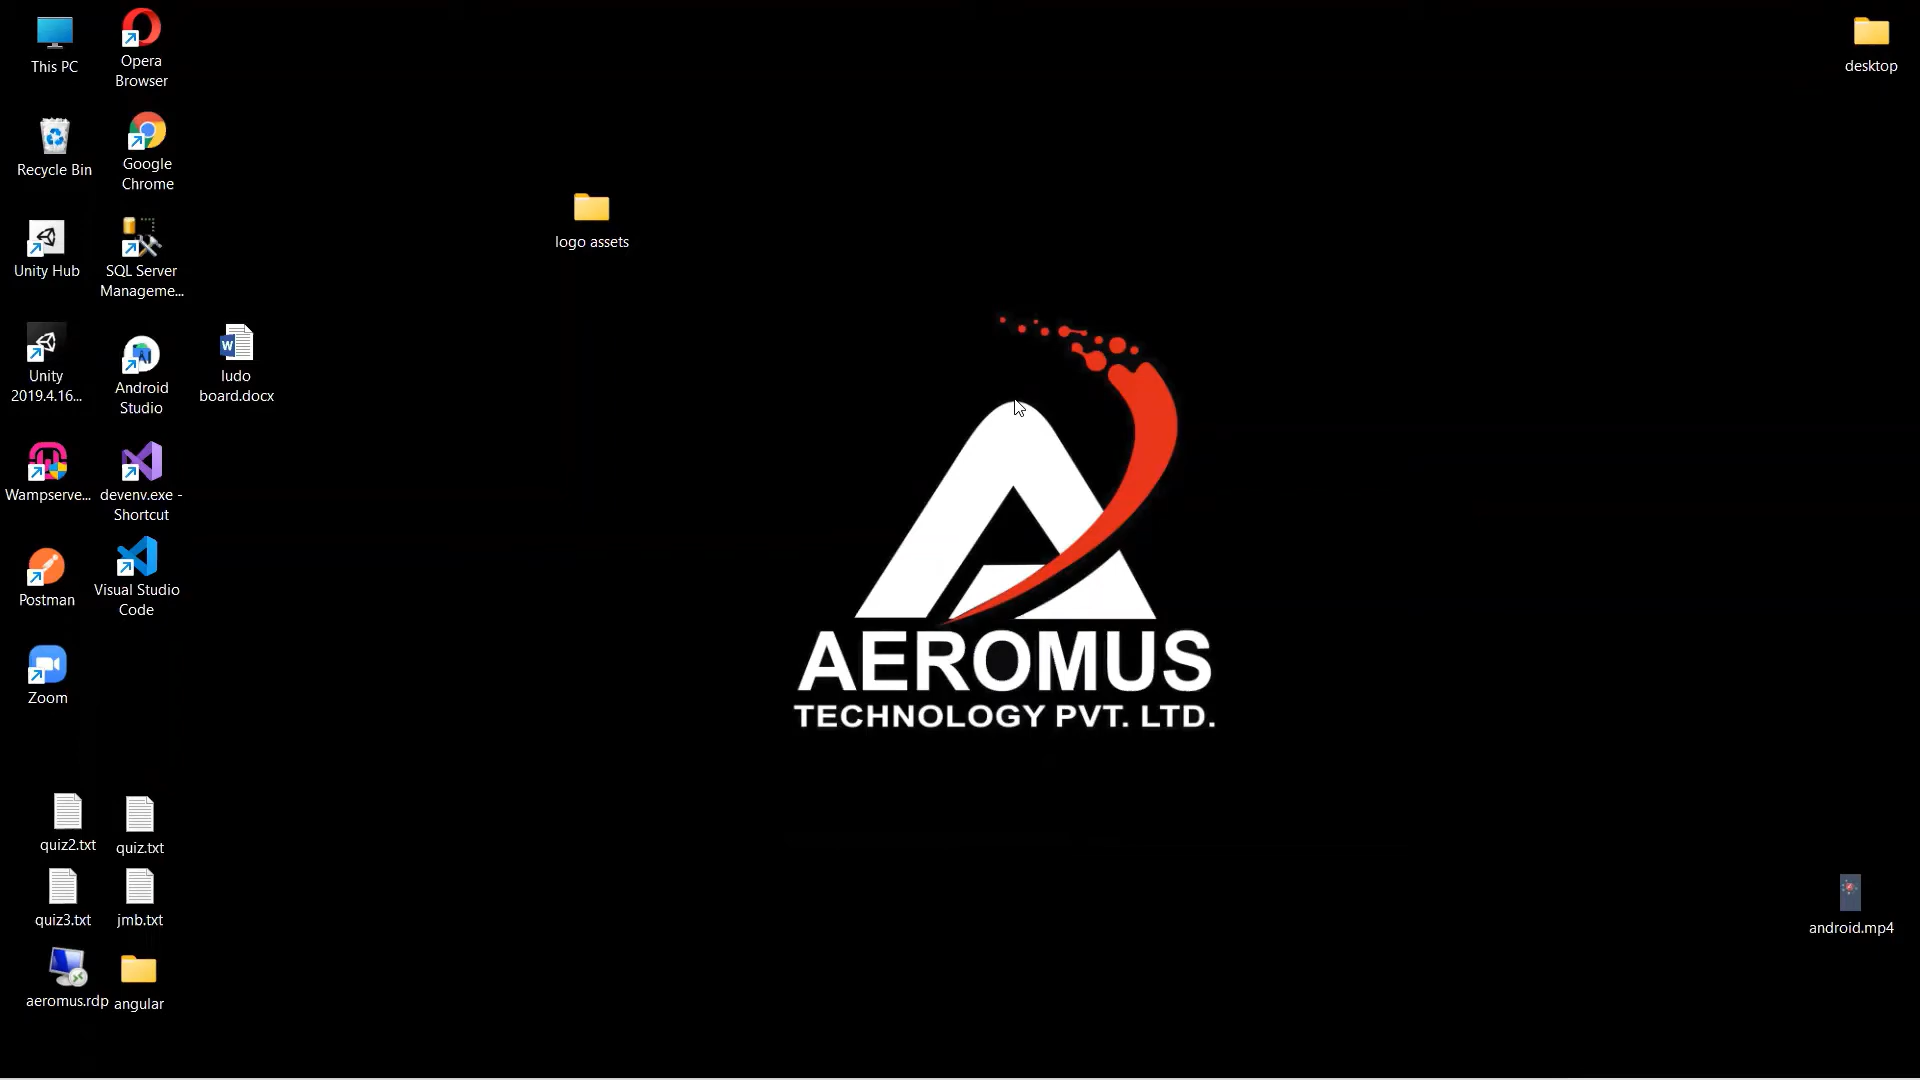 This PC
Opera
Browser
desktop
Recycle Bin
Google
Chrome
logo assets
Unity Hub
SQL Server
Manageme...
Unity
2019.4.16...
Android
Studio
ludo
board.docx
Wampserve...
devenv.exe -
Shortcut
Postman
Visual Studio
Code
Zoom
AEROMUS
TECHNOLOGY PVT. LTD.
quiz2.txt
quiz.txt
quiz3.txt
jmb.txt
android.mp4
aeromus.rdp
angular